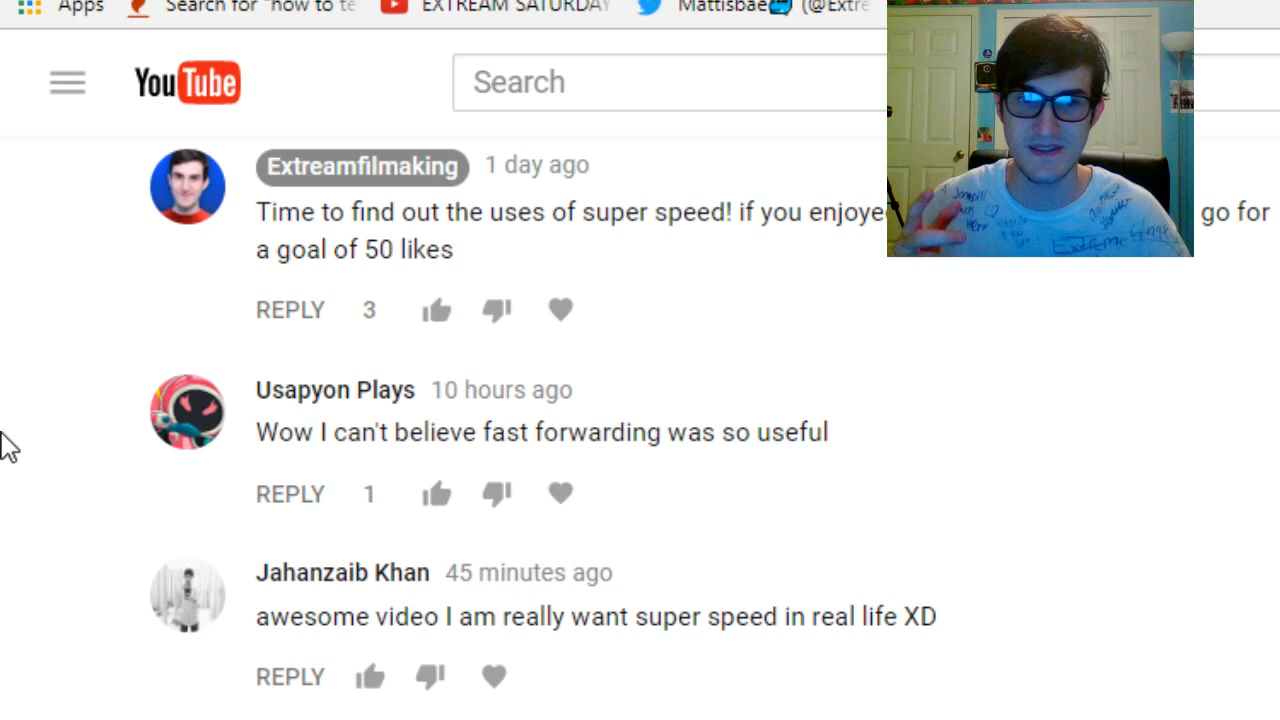 Apps Search for "how to te EXTREAM SATURDAY Mattisbae (@Extre
YouTube
Search
Extreamfilmaking 1 day ago
Time to find out the uses of super speed! if you enjoye go for
a goal of 50 likes
REPLY 3
Usapyon Plays 10 hours ago
Wow I can't believe fast forwarding was so useful
REPLY 1
Jahanzaib Khan 45 minutes ago
awesome video I am really want super speed in real life XD
REPLY